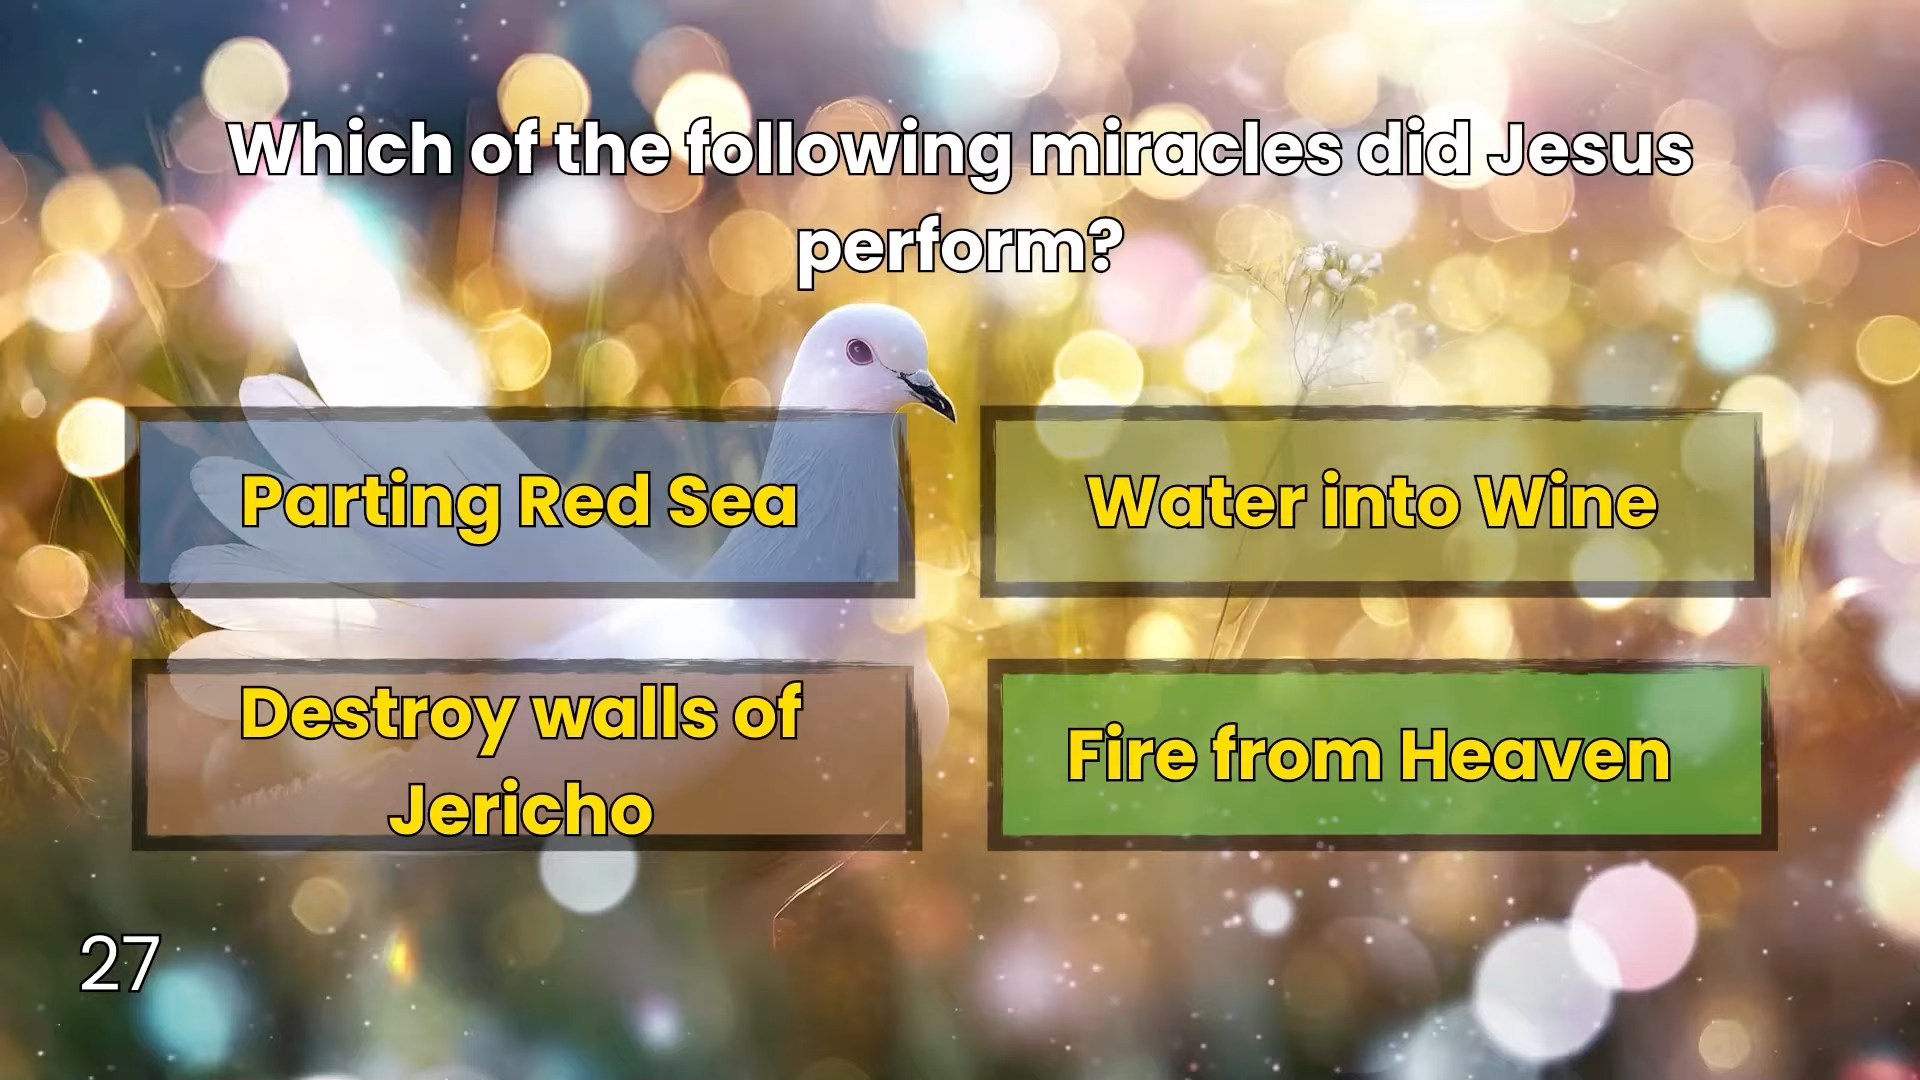 Which of the following miracles did Jesus
perform?
Parting Red Sea
Water into Wine
Destroy walls of
Jericho
Fire from Heaven
27